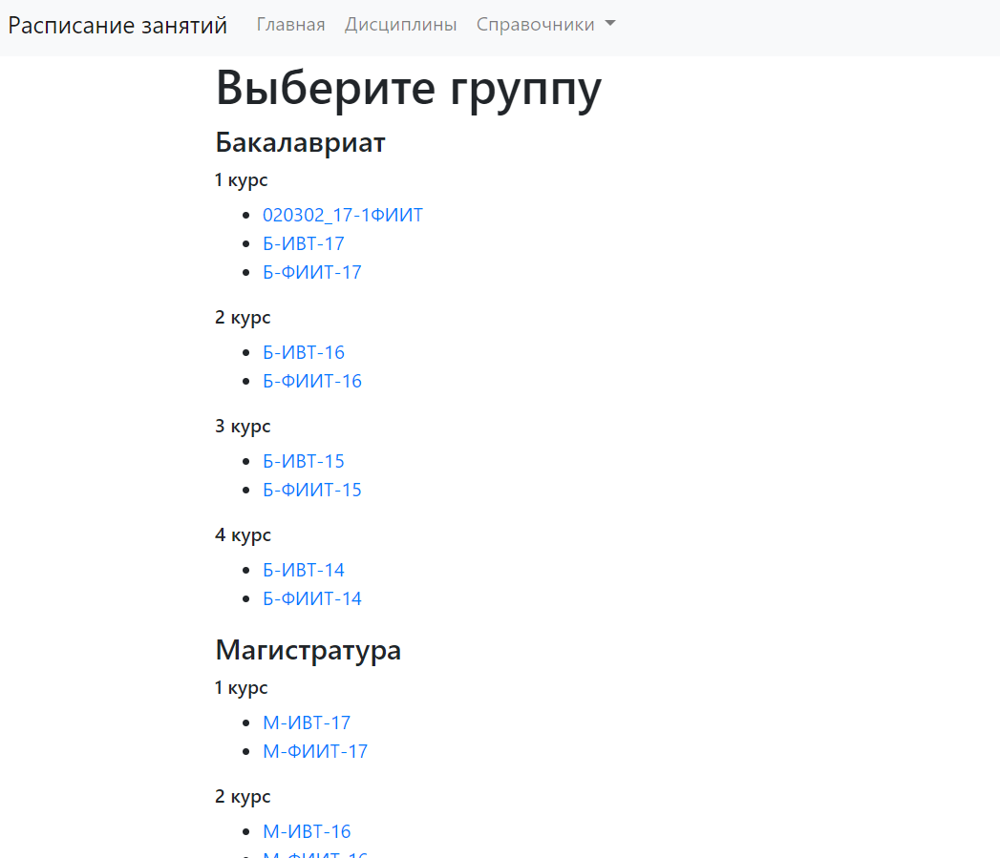 Расписание занятий Главная Дисциплины Справочники
Выберите группу
Бакалавриат
1 курс
020302_17-1ФИИТ
Б-ИВТ-17
Б-ФИИТ-17
2 курс
Б-ИВТ-16
Б-ФИИТ-16
3 курс
Б-ИВТ-15
Б-ФИИТ-15
4 курс
Б-ИВТ-14
Б-ФИИТ-14
Магистратура
1 курс
М-ИВТ-17
М-ФИИТ-17
2 курс
М-ИВТ-16
М-ФИИТ-16